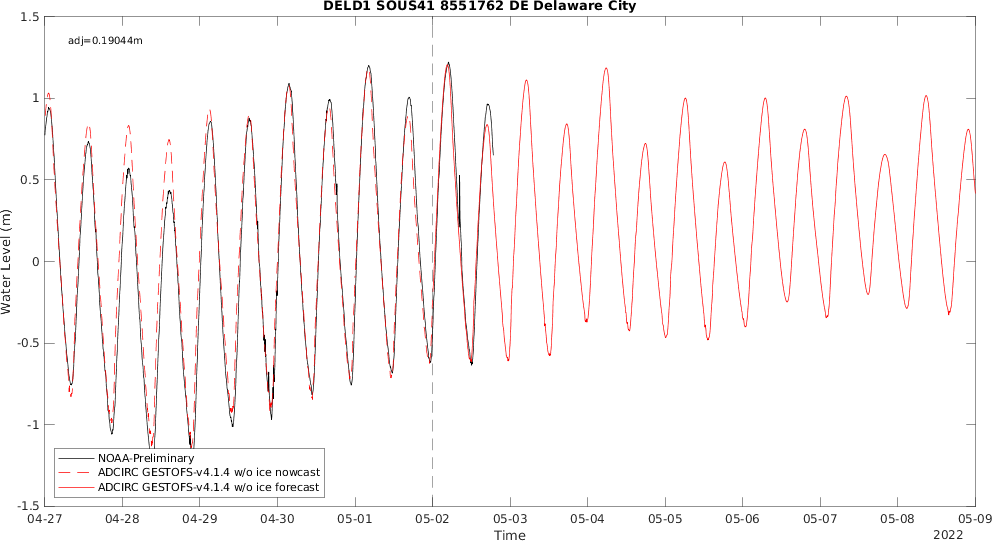 DELD1 SOUS41 8551762 DE Delaware City
adj=0.19044m
Water Level (m)
1.5
1
0.5
0
-0.5
-1
-1.5
NOAA-Preliminary
ADCIRC GESTOFS-v4.1.4 w/o ice nowcast
ADCIRC GESTOFS-v4.1.4 w/o ice forecast
04-27 04-28 04-29 04-30 05-01 05-02 05-03 05-04 05-05 05-06 05-07 05-08 05-09
Time
2022